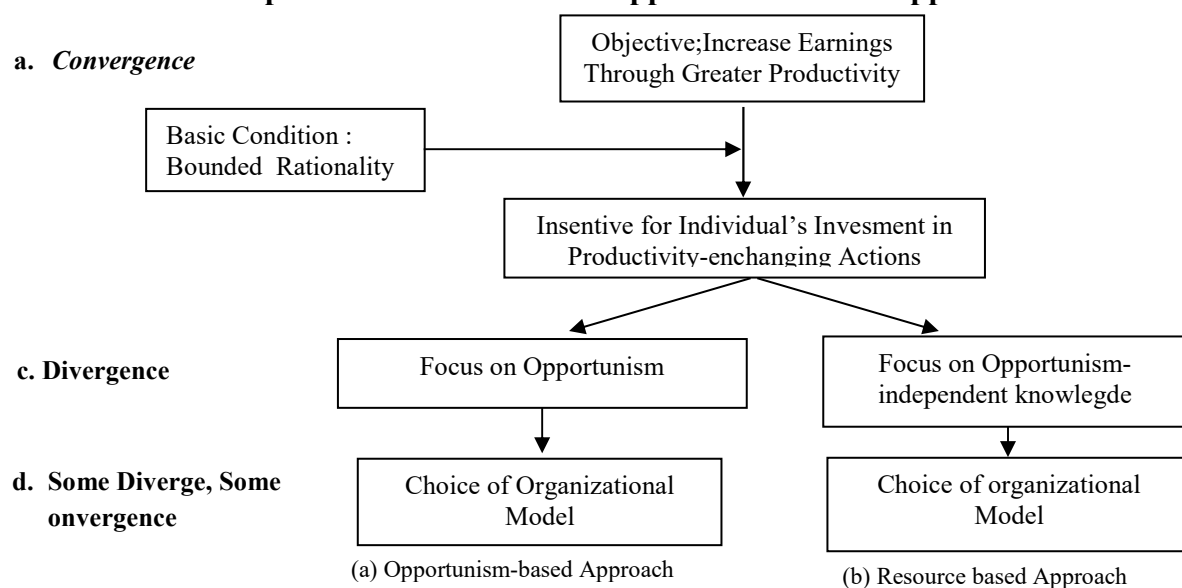 a. Convergence
Objective;Increase Earnings
Through Greater Productivity
Basic Condition :
Bounded Rationality
Insentive for Individual’s Invesment in
Productivity-enchanging Actions
c. Divergence
Focus on Opportunism
Focus on Opportunism-
independent knowlegde
d. Some Diverge, Some
onvergence
Choice of Organizational
Model
Choice of organizational
Model
(a) Opportunism-based Approach
(b) Resource based Approach